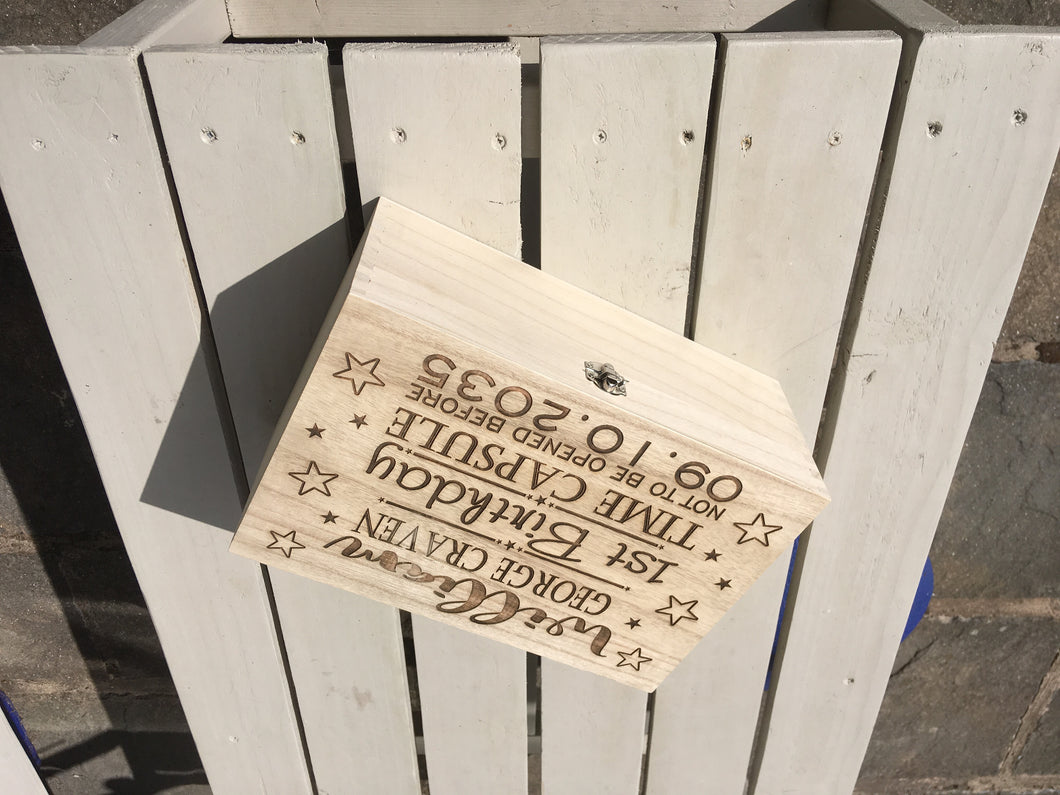 William
GEORGE CRAVEN
1st Birthday
TIME CAPSULE
NOT TO BE OPENED BEFORE
09.10.2035